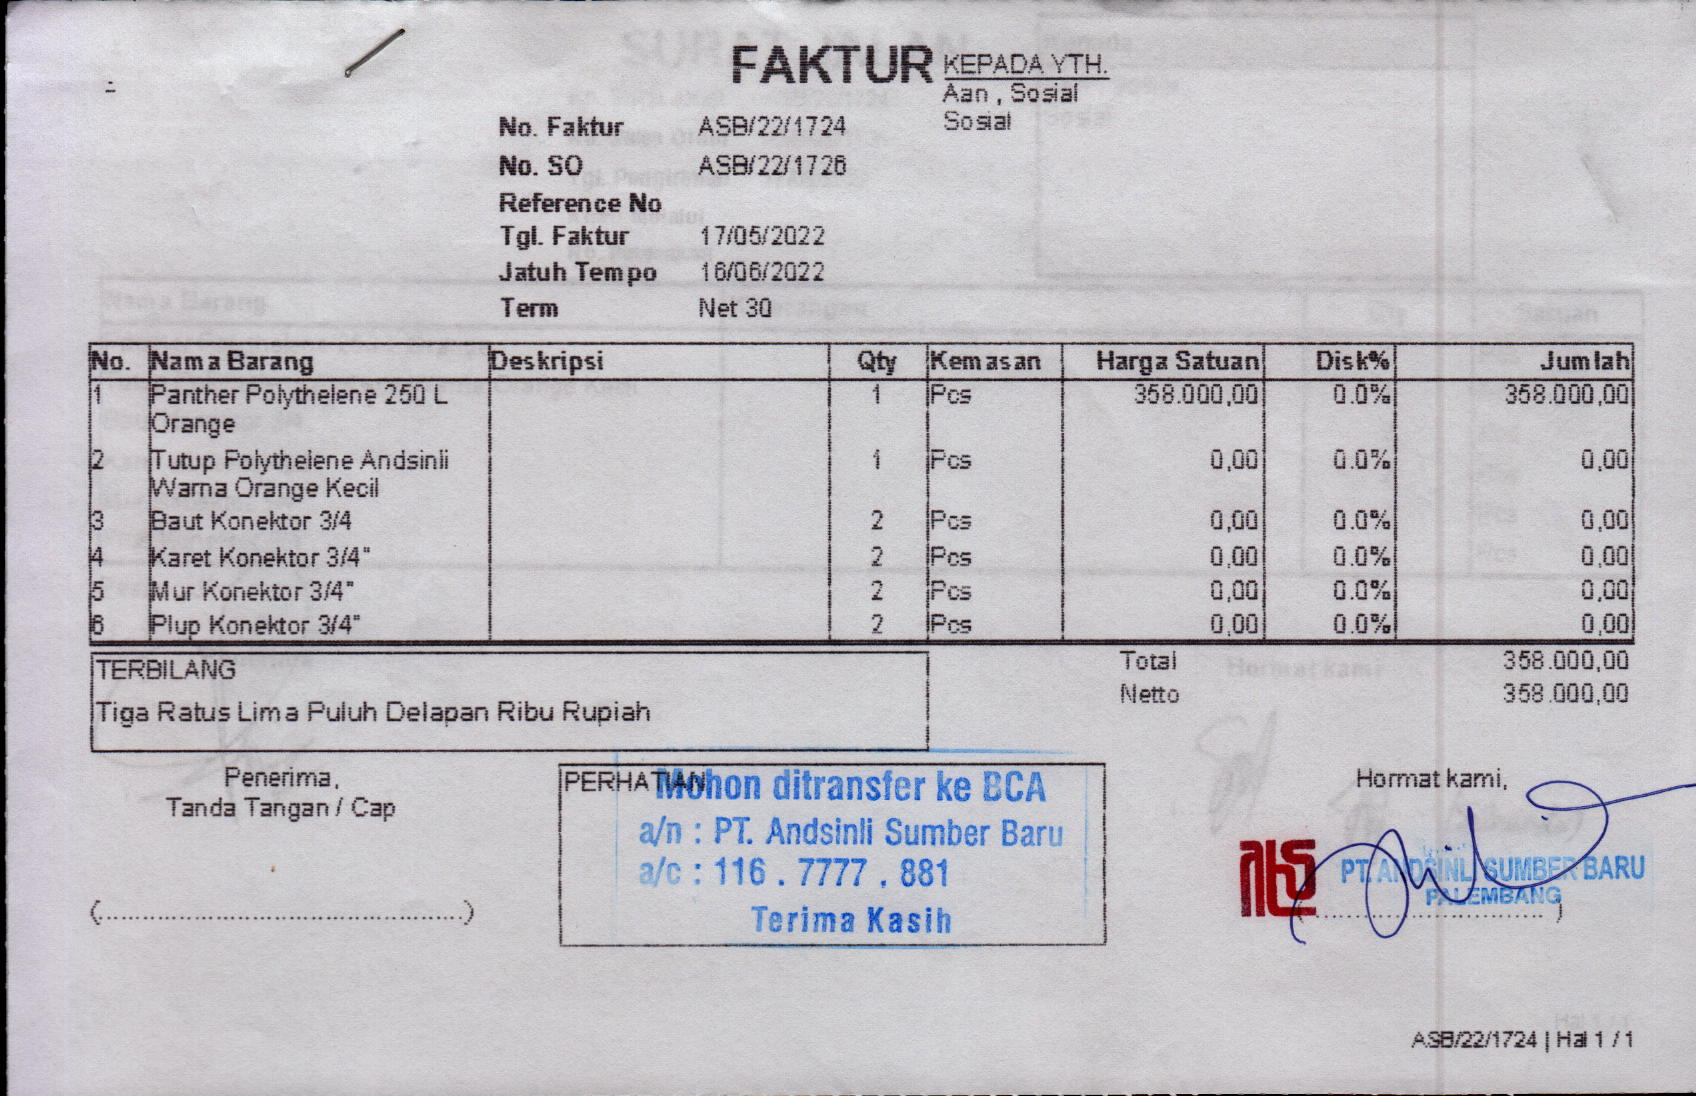 FAKTUR
KEPADA YTH.
Aan , Sosial
Sosial
No. Faktur ASB/22/1724
No. SO ASB/22/1726
Reference No
Tgl. Faktur 17/05/2022
Jatuh Tempo 16/06/2022
Term Net 30
No. Nama Barang Deskripsi Qty Kemasan Harga Satuan Disk% Jumlah
1 Panther Polythelene 250 L 1 Pcs 358.000,00 0.0% 358.000,00
Orange
2 Tutup Polythelene Andsinli 1 Pcs 0,00 0.0% 0,00
Warna Orange Kecil
3 Baut Konektor 3/4 2 Pcs 0,00 0.0% 0,00
4 Karet Konektor 3/4" 2 Pcs 0,00 0.0% 0,00
5 Mur Konektor 3/4" 2 Pcs 0,00 0.0% 0,00
6 Plup Konektor 3/4" 2 Pcs 0,00 0.0% 0,00
TERBILANG
Tiga Ratus Lima Puluh Delapan Ribu Rupiah
Total 358.000,00
Netto 358.000,00
Penerima,
Tanda Tangan / Cap
(......................................................)
PERHATIAN
Mohon ditransfer ke BCA
a/n : PT. Andsinli Sumber Baru
a/c : 116 . 7777 . 881
Terima Kasih
Hormat kami,
PT. ANDSINLI SUMBER BARU
PALEMBANG
ASB/22/1724 | Hal 1 / 1